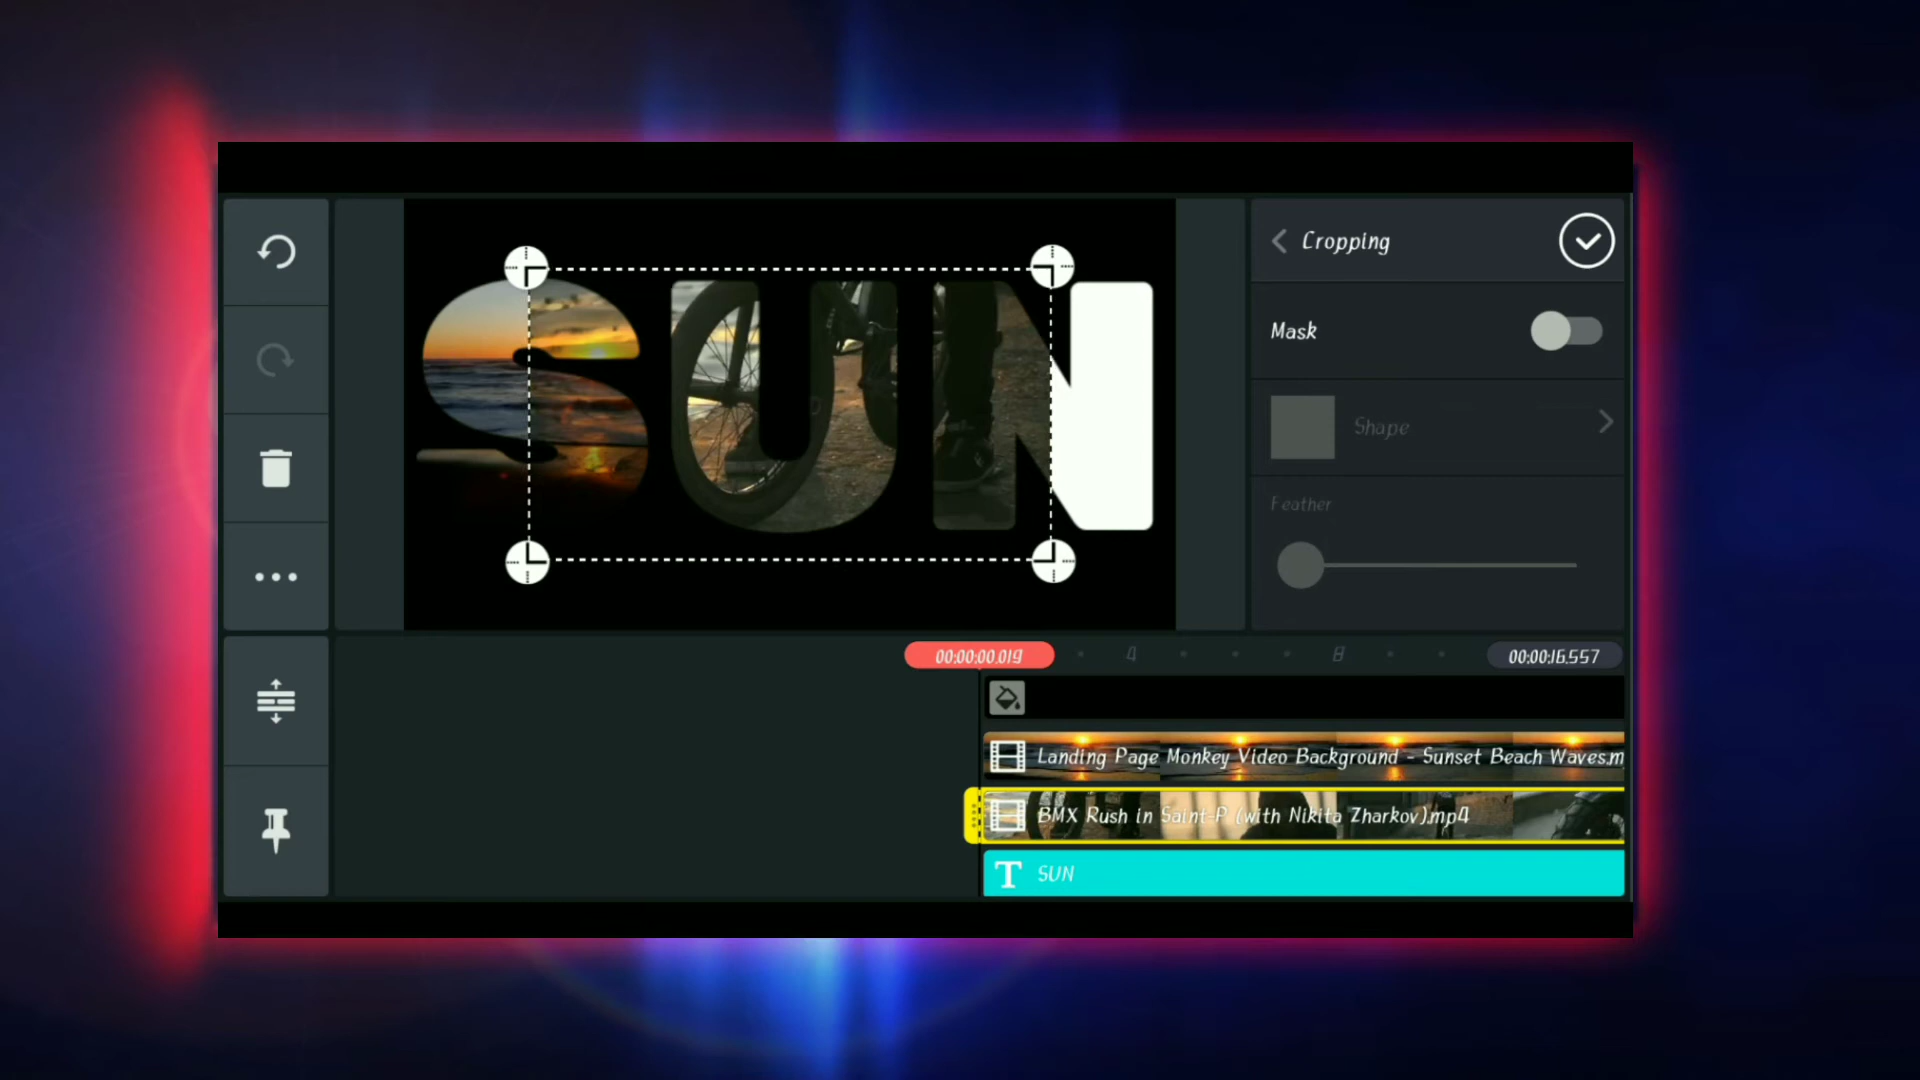 SUN
Cropping
Mask
Shape
Feather
00:00:00.019
4
8
00:00:16.557
Landing Page Monkey Video Background - Sunset Beach Waves.m
BMX Rush in Saint-P (with Nikita Zharkov).mp4
T SUN